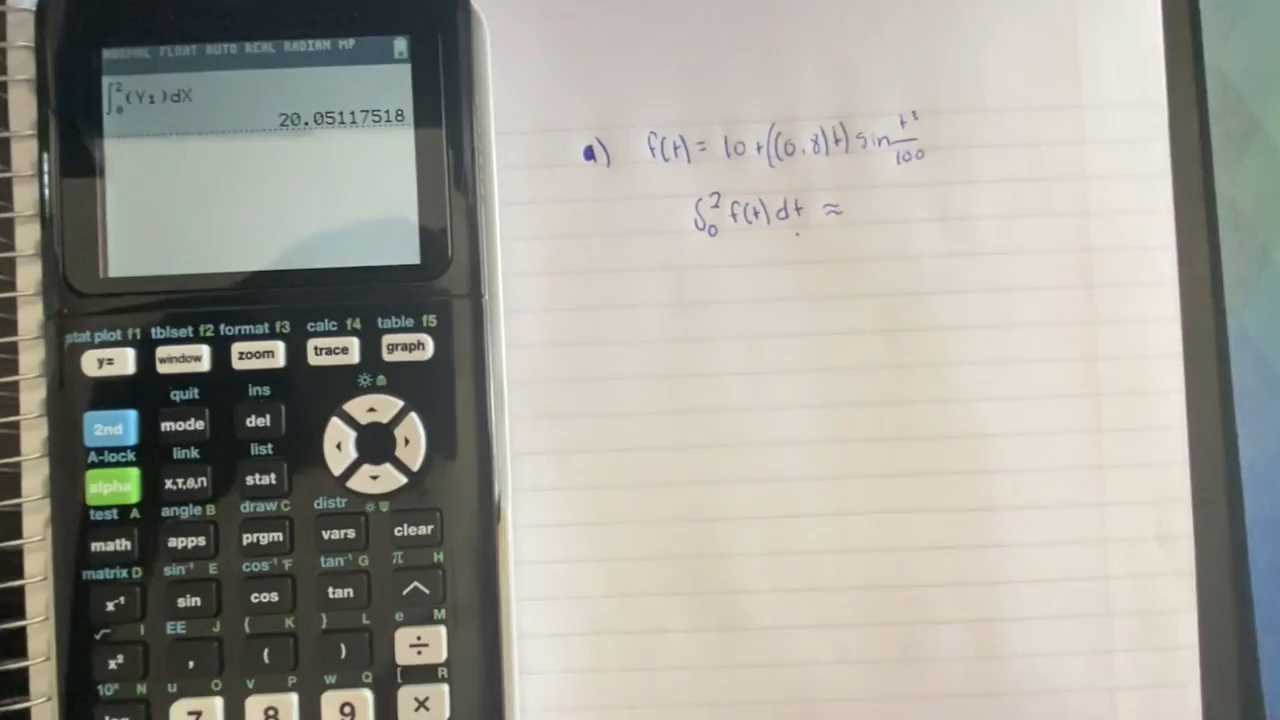 NORMAL FLOAT AUTO REAL RADIAN MP
∫₀²(Y₁)dX
20.05117518
a) f(t) = 10+((0.8)t) sin t³/100
∫₀² f(t) dt ≈
stat plot f1 tblset f2 format f3 calc f4 table f5
y= window zoom trace graph
quit ins
2nd mode del
A-lock link list
alpha X,T,θ,n stat
test A angle B draw C distr
math apps prgm vars clear
matrix D sin⁻¹ E cos⁻¹ F tan⁻¹ G π H
x⁻¹ sin cos tan ^
√ I EE J { K } L e M
x² , ( ) ÷
10ˣ N u O v P w Q [ R
log 7 8 9 ×